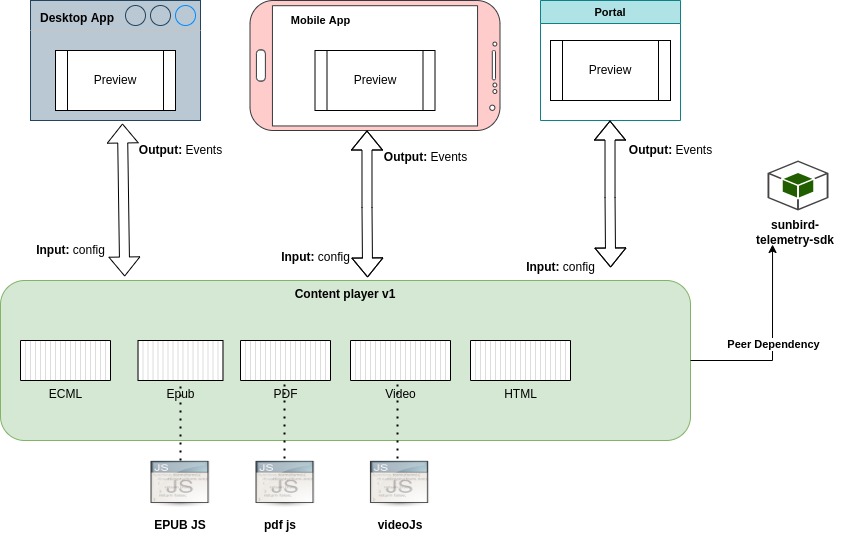 Desktop App
Mobile App
Portal
Preview
Preview
Preview
Output: Events
Output: Events
Output: Events
Input: config
Input: config
Input: config
sunbird-
telemetry-sdk
Content player v1
Peer Dependency
ECML
Epub
PDF
Video
HTML
JS
JS
JS
JS
JS
JS
EPUB JS
pdf js
videoJs